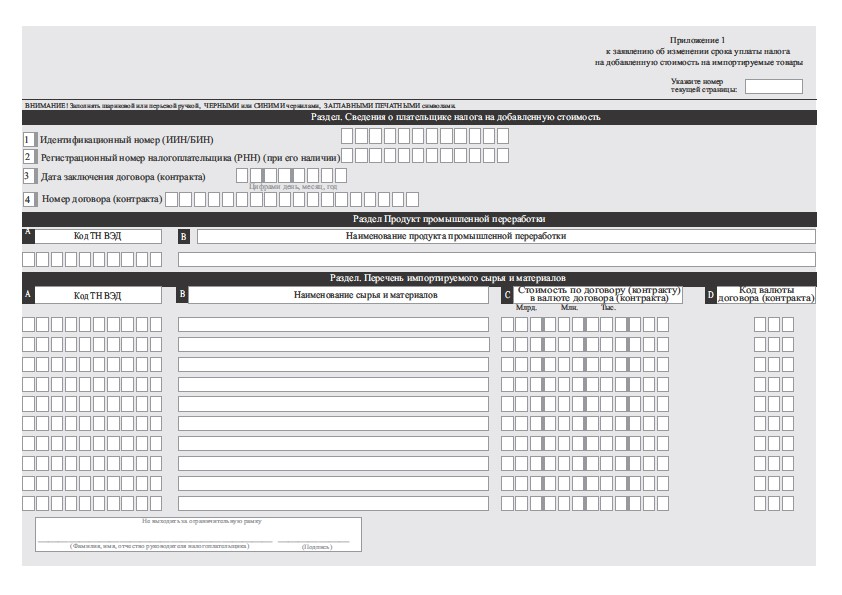 Приложение 1
к заявлению об изменении срока уплаты налога
на добавленную стоимость на импортируемые товары
Укажите номер
текущей страницы:
ВНИМАНИЕ! Заполнять шариковой или перьевой ручкой, ЧЕРНЫМИ или СИНИМИ чернилами, ЗАГЛАВНЫМИ ПЕЧАТНЫМИ символами.
Раздел. Сведения о плательщике налога на добавленную стоимость
1 Идентификационный номер (ИИН/БИН)
2 Регистрационный номер налогоплательщика (РНН) (при его наличии)
3 Дата заключения договора (контракта)
Цифрами день, месяц, год
4 Номер договора (контракта)
Раздел Продукт промышленной переработки
A Код ТН ВЭД B Наименование продукта промышленной переработки
Раздел. Перечень импортируемого сырья и материалов
A Код ТН ВЭД B Наименование сырья и материалов C Стоимость по договору (контракту) в валюте договора (контракта) D Код валюты договора (контракта)
Млрд. Млн. Тыс.
Не выходить за ограничительную рамку
(Фамилия, имя, отчество руководителя налогоплательщика) (Подпись)